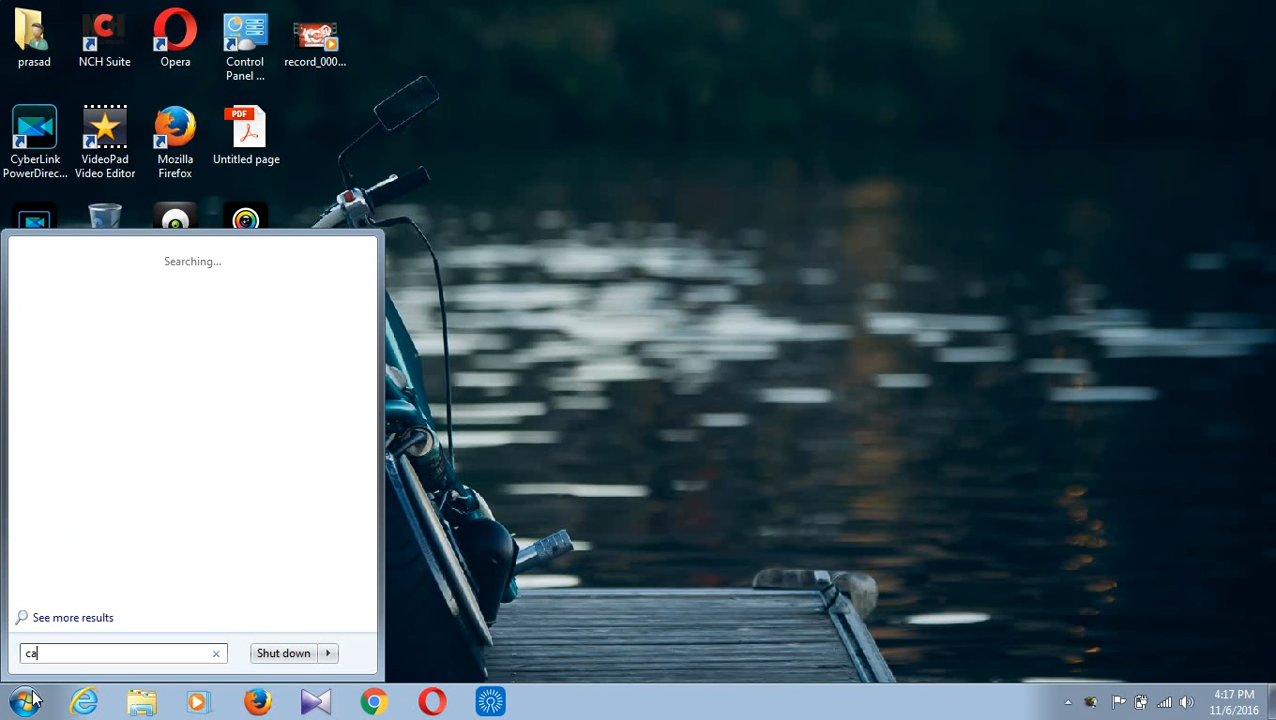 prasad
NCH Suite
Opera
Control
Panel ...
record_000...
CyberLink
PowerDirec...
VideoPad
Video Editor
Mozilla
Firefox
PDF
Untitled page
Searching...
See more results
ca
Shut down
4:17 PM
11/6/2016